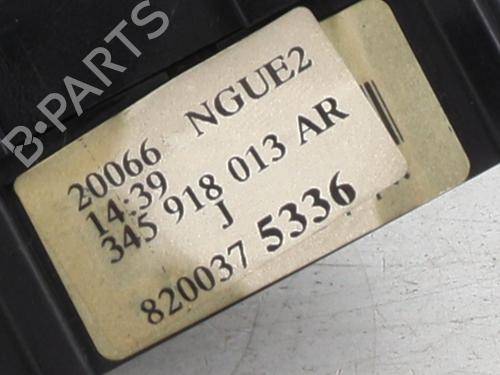 B-PARTS
20066 NGUE2
14:39
345 918 013 AR
J
820037 5336